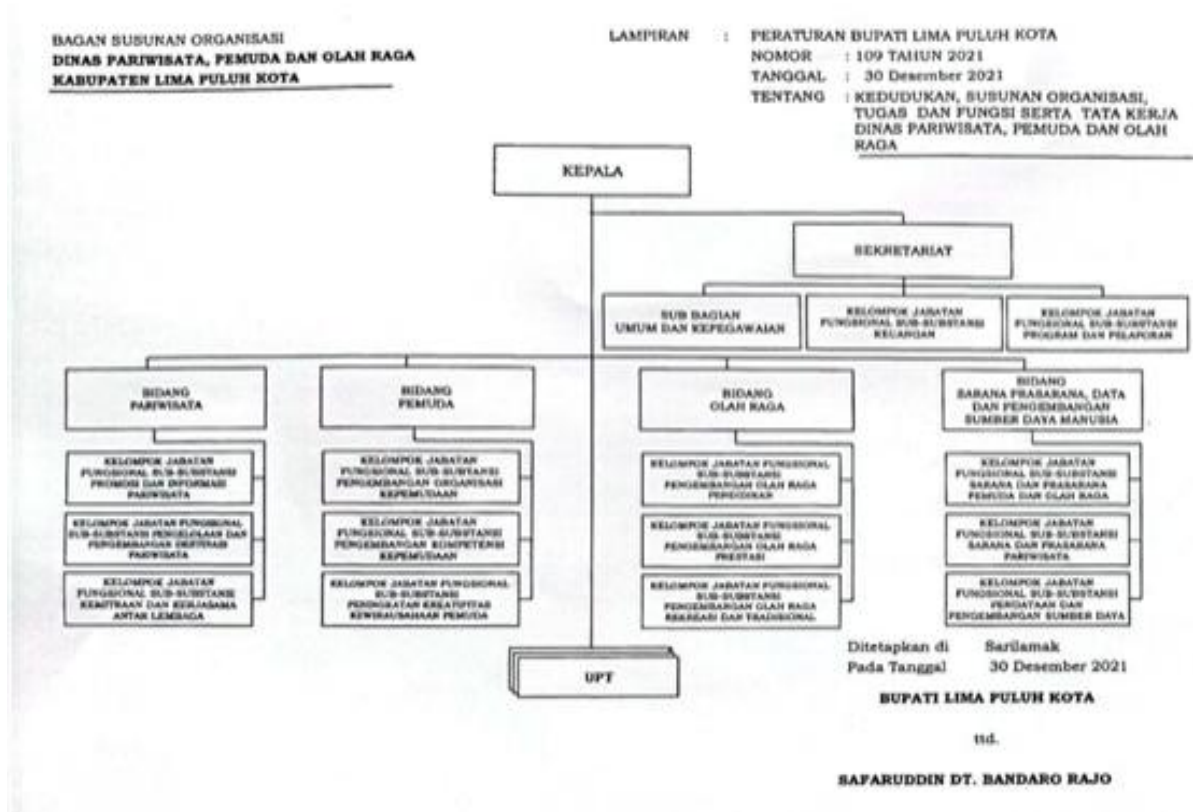 BAGAN SUSUNAN ORGANISASI
DINAS PARIWISATA, PEMUDA DAN OLAH RAGA
KABUPATEN LIMA PULUH KOTA
LAMPIRAN : PERATURAN BUPATI LIMA PULUH KOTA
NOMOR : 109 TAHUN 2021
TANGGAL : 30 Desember 2021
TENTANG : KEDUDUKAN, SUSUNAN ORGANISASI,
TUGAS DAN FUNGSI SERTA TATA KERJA
DINAS PARIWISATA, PEMUDA DAN OLAH
RAGA
KEPALA
SEKRETARIAT
SUB BAGIAN
UMUM DAN KEPEGAWAIAN
KELOMPOK JABATAN
FUNGSIONAL SUB-SUBSTANSI
KEUANGAN
KELOMPOK JABATAN
FUNGSIONAL SUB-SUBSTANSI
PROGRAM DAN PELAPORAN
BIDANG
PARIWISATA
BIDANG
PEMUDA
BIDANG
OLAH RAGA
BIDANG
SARANA PRASARANA, DATA
DAN PENGEMBANGAN
SUMBER DAYA MANUSIA
KELOMPOK JABATAN
FUNGSIONAL SUB-SUBSTANSI
PROMOSI DAN INFORMASI
PARIWISATA
KELOMPOK JABATAN
FUNGSIONAL SUB-SUBSTANSI
PENGEMBANGAN ORGANISASI
KEPEMUDAAN
KELOMPOK JABATAN FUNGSIONAL
SUB-SUBSTANSI
PENGEMBANGAN OLAH RAGA
PENDIDIKAN
KELOMPOK JABATAN
FUNGSIONAL SUB-SUBSTANSI
SARANA DAN PRASARANA
PEMUDA DAN OLAH RAGA
KELOMPOK JABATAN FUNGSIONAL
SUB-SUBSTANSI PENGELOLAAN DAN
PENGEMBANGAN DESTINASI
PARIWISATA
KELOMPOK JABATAN
FUNGSIONAL SUB-SUBSTANSI
PENGEMBANGAN KOMPETENSI
KEPEMUDAAN
KELOMPOK JABATAN FUNGSIONAL
SUB-SUBSTANSI
PENGEMBANGAN OLAH RAGA
PRESTASI
KELOMPOK JABATAN
FUNGSIONAL SUB-SUBSTANSI
SARANA DAN PRASARANA
PARIWISATA
KELOMPOK JABATAN
FUNGSIONAL SUB-SUBSTANSI
KEMITRAAN DAN KERJASAMA
ANTAR LEMBAGA
KELOMPOK JABATAN FUNGSIONAL
SUB-SUBSTANSI
PENINGKATAN KREATIFITAS
KEWIRAUSAHAAN PEMUDA
KELOMPOK JABATAN FUNGSIONAL
SUB-SUBSTANSI
PENGEMBANGAN OLAH RAGA
REKREASI DAN TRADISIONAL
KELOMPOK JABATAN
FUNGSIONAL SUB-SUBSTANSI
PENDATAAN DAN
PENGEMBANGAN SUMBER DAYA
UPT
Ditetapkan di Sarilamak
Pada Tanggal 30 Desember 2021
BUPATI LIMA PULUH KOTA
ttd.
SAFARUDDIN DT. BANDARO RAJO